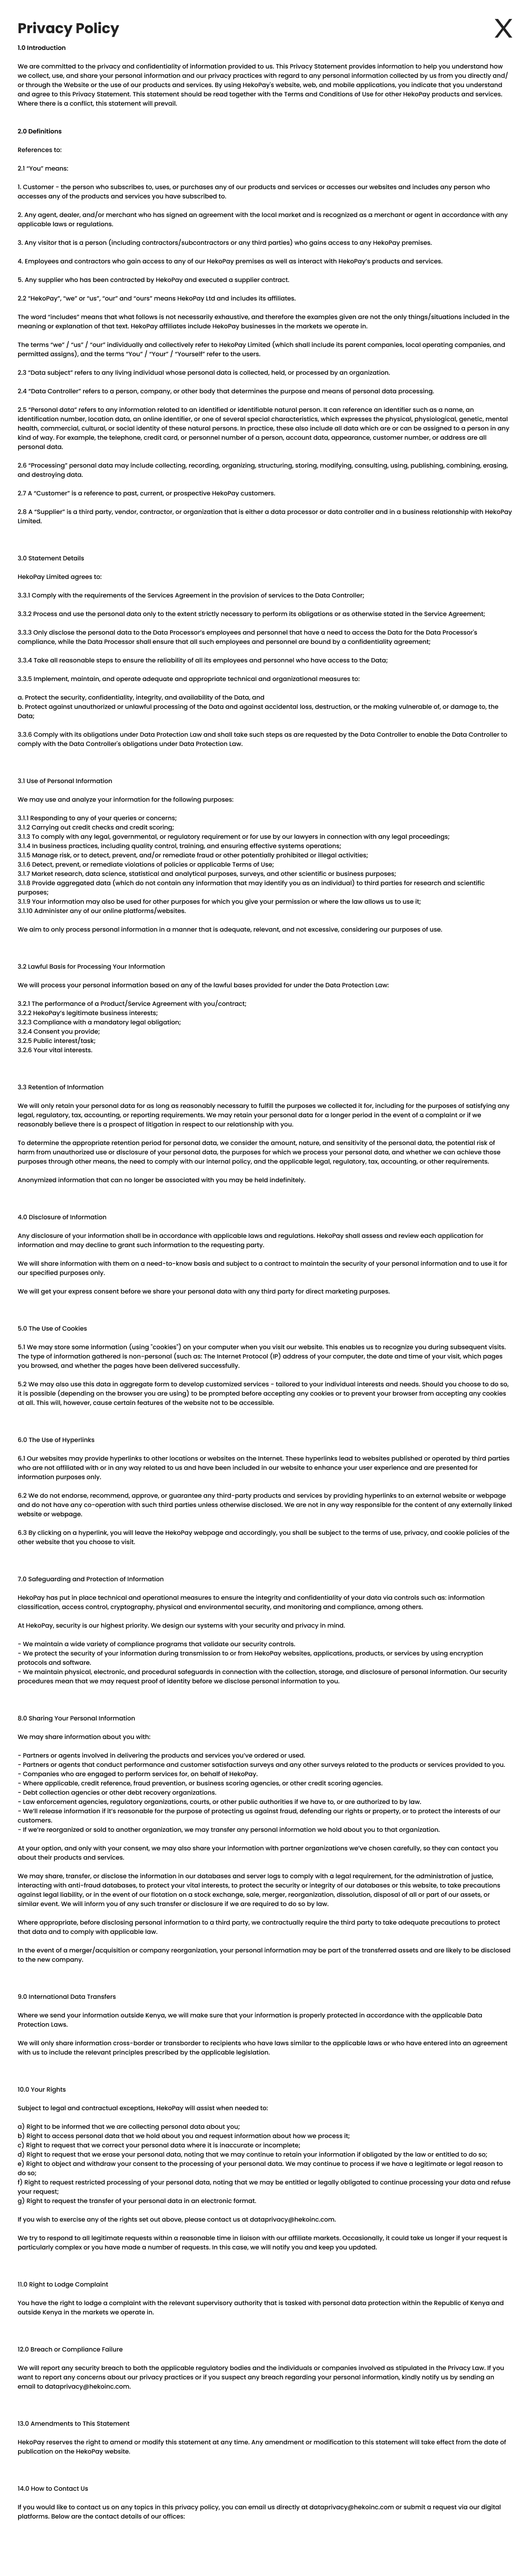 Privacy Policy
X
1.0 Introduction
We are committed to the privacy and confidentiality of information provided to us. This Privacy Statement provides information to help you understand how
we collect, use, and share your personal information and our privacy practices with regard to any personal information collected by us from you directly and/
or through the Website or the use of our products and services. By using HekoPay's website, web, and mobile applications, you indicate that you understand
and agree to this Privacy Statement. This statement should be read together with the Terms and Conditions of Use for other HekoPay products and services.
Where there is a conflict, this statement will prevail.
2.0 Definitions
References to:
2.1 “You” means:
1. Customer - the person who subscribes to, uses, or purchases any of our products and services or accesses our websites and includes any person who
accesses any of the products and services you have subscribed to.
2. Any agent, dealer, and/or merchant who has signed an agreement with the local market and is recognized as a merchant or agent in accordance with any
applicable laws or regulations.
3. Any visitor that is a person (including contractors/subcontractors or any third parties) who gains access to any HekoPay premises.
4. Employees and contractors who gain access to any of our HekoPay premises as well as interact with HekoPay’s products and services.
5. Any supplier who has been contracted by HekoPay and executed a supplier contract.
2.2 “HekoPay”, “we” or “us”, “our” and “ours” means HekoPay Ltd and includes its affiliates.
The word “includes” means that what follows is not necessarily exhaustive, and therefore the examples given are not the only things/situations included in the
meaning or explanation of that text. HekoPay affiliates include HekoPay businesses in the markets we operate in.
The terms “we” / “us” / “our” individually and collectively refer to HekoPay Limited (which shall include its parent companies, local operating companies, and
permitted assigns), and the terms “You” / “Your” / “Yourself” refer to the users.
2.3 “Data subject” refers to any living individual whose personal data is collected, held, or processed by an organization.
2.4 “Data Controller” refers to a person, company, or other body that determines the purpose and means of personal data processing.
2.5 “Personal data” refers to any information related to an identified or identifiable natural person. It can reference an identifier such as a name, an
identification number, location data, an online identifier, or one of several special characteristics, which expresses the physical, physiological, genetic, mental
health, commercial, cultural, or social identity of these natural persons. In practice, these also include all data which are or can be assigned to a person in any
kind of way. For example, the telephone, credit card, or personnel number of a person, account data, appearance, customer number, or address are all
personal data.
2.6 “Processing” personal data may include collecting, recording, organizing, structuring, storing, modifying, consulting, using, publishing, combining, erasing,
and destroying data.
2.7 A “Customer” is a reference to past, current, or prospective HekoPay customers.
2.8 A “Supplier” is a third party, vendor, contractor, or organization that is either a data processor or data controller and in a business relationship with HekoPay
Limited.
3.0 Statement Details
HekoPay Limited agrees to:
3.3.1 Comply with the requirements of the Services Agreement in the provision of services to the Data Controller;
3.3.2 Process and use the personal data only to the extent strictly necessary to perform its obligations or as otherwise stated in the Service Agreement;
3.3.3 Only disclose the personal data to the Data Processor’s employees and personnel that have a need to access the Data for the Data Processor's
compliance, while the Data Processor shall ensure that all such employees and personnel are bound by a confidentiality agreement;
3.3.4 Take all reasonable steps to ensure the reliability of all its employees and personnel who have access to the Data;
3.3.5 Implement, maintain, and operate adequate and appropriate technical and organizational measures to:
a. Protect the security, confidentiality, integrity, and availability of the Data, and
b. Protect against unauthorized or unlawful processing of the Data and against accidental loss, destruction, or the making vulnerable of, or damage to, the
Data;
3.3.6 Comply with its obligations under Data Protection Law and shall take such steps as are requested by the Data Controller to enable the Data Controller to
comply with the Data Controller's obligations under Data Protection Law.
3.1 Use of Personal Information
We may use and analyze your information for the following purposes:
3.1.1 Responding to any of your queries or concerns;
3.1.2 Carrying out credit checks and credit scoring;
3.1.3 To comply with any legal, governmental, or regulatory requirement or for use by our lawyers in connection with any legal proceedings;
3.1.4 In business practices, including quality control, training, and ensuring effective systems operations;
3.1.5 Manage risk, or to detect, prevent, and/or remediate fraud or other potentially prohibited or illegal activities;
3.1.6 Detect, prevent, or remediate violations of policies or applicable Terms of Use;
3.1.7 Market research, data science, statistical and analytical purposes, surveys, and other scientific or business purposes;
3.1.8 Provide aggregated data (which do not contain any information that may identify you as an individual) to third parties for research and scientific
purposes;
3.1.9 Your information may also be used for other purposes for which you give your permission or where the law allows us to use it;
3.1.10 Administer any of our online platforms/websites.
We aim to only process personal information in a manner that is adequate, relevant, and not excessive, considering our purposes of use.
3.2 Lawful Basis for Processing Your Information
We will process your personal information based on any of the lawful bases provided for under the Data Protection Law:
3.2.1 The performance of a Product/Service Agreement with you/contract;
3.2.2 HekoPay’s legitimate business interests;
3.2.3 Compliance with a mandatory legal obligation;
3.2.4 Consent you provide;
3.2.5 Public interest/task;
3.2.6 Your vital interests.
3.3 Retention of Information
We will only retain your personal data for as long as reasonably necessary to fulfill the purposes we collected it for, including for the purposes of satisfying any
legal, regulatory, tax, accounting, or reporting requirements. We may retain your personal data for a longer period in the event of a complaint or if we
reasonably believe there is a prospect of litigation in respect to our relationship with you.
To determine the appropriate retention period for personal data, we consider the amount, nature, and sensitivity of the personal data, the potential risk of
harm from unauthorized use or disclosure of your personal data, the purposes for which we process your personal data, and whether we can achieve those
purposes through other means, the need to comply with our internal policy, and the applicable legal, regulatory, tax, accounting, or other requirements.
Anonymized information that can no longer be associated with you may be held indefinitely.
4.0 Disclosure of Information
Any disclosure of your information shall be in accordance with applicable laws and regulations. HekoPay shall assess and review each application for
information and may decline to grant such information to the requesting party.
We will share information with them on a need-to-know basis and subject to a contract to maintain the security of your personal information and to use it for
our specified purposes only.
We will get your express consent before we share your personal data with any third party for direct marketing purposes.
5.0 The Use of Cookies
5.1 We may store some information (using "cookies") on your computer when you visit our website. This enables us to recognize you during subsequent visits.
The type of information gathered is non-personal (such as: The Internet Protocol (IP) address of your computer, the date and time of your visit, which pages
you browsed, and whether the pages have been delivered successfully.
5.2 We may also use this data in aggregate form to develop customized services - tailored to your individual interests and needs. Should you choose to do so,
it is possible (depending on the browser you are using) to be prompted before accepting any cookies or to prevent your browser from accepting any cookies
at all. This will, however, cause certain features of the website not to be accessible.
6.0 The Use of Hyperlinks
6.1 Our websites may provide hyperlinks to other locations or websites on the Internet. These hyperlinks lead to websites published or operated by third parties
who are not affiliated with or in any way related to us and have been included in our website to enhance your user experience and are presented for
information purposes only.
6.2 We do not endorse, recommend, approve, or guarantee any third-party products and services by providing hyperlinks to an external website or webpage
and do not have any co-operation with such third parties unless otherwise disclosed. We are not in any way responsible for the content of any externally linked
website or webpage.
6.3 By clicking on a hyperlink, you will leave the HekoPay webpage and accordingly, you shall be subject to the terms of use, privacy, and cookie policies of the
other website that you choose to visit.
7.0 Safeguarding and Protection of Information
HekoPay has put in place technical and operational measures to ensure the integrity and confidentiality of your data via controls such as: information
classification, access control, cryptography, physical and environmental security, and monitoring and compliance, among others.
At HekoPay, security is our highest priority. We design our systems with your security and privacy in mind.
- We maintain a wide variety of compliance programs that validate our security controls.
- We protect the security of your information during transmission to or from HekoPay websites, applications, products, or services by using encryption
protocols and software.
- We maintain physical, electronic, and procedural safeguards in connection with the collection, storage, and disclosure of personal information. Our security
procedures mean that we may request proof of identity before we disclose personal information to you.
8.0 Sharing Your Personal Information
We may share information about you with:
- Partners or agents involved in delivering the products and services you’ve ordered or used.
- Partners or agents that conduct performance and customer satisfaction surveys and any other surveys related to the products or services provided to you.
- Companies who are engaged to perform services for, on behalf of HekoPay.
- Where applicable, credit reference, fraud prevention, or business scoring agencies, or other credit scoring agencies.
- Debt collection agencies or other debt recovery organizations.
- Law enforcement agencies, regulatory organizations, courts, or other public authorities if we have to, or are authorized to by law.
- We’ll release information if it’s reasonable for the purpose of protecting us against fraud, defending our rights or property, or to protect the interests of our
customers.
- If we’re reorganized or sold to another organization, we may transfer any personal information we hold about you to that organization.
At your option, and only with your consent, we may also share your information with partner organizations we’ve chosen carefully, so they can contact you
about their products and services.
We may share, transfer, or disclose the information in our databases and server logs to comply with a legal requirement, for the administration of justice,
interacting with anti-fraud databases, to protect your vital interests, to protect the security or integrity of our databases or this website, to take precautions
against legal liability, or in the event of our flotation on a stock exchange, sale, merger, reorganization, dissolution, disposal of all or part of our assets, or
similar event. We will inform you of any such transfer or disclosure if we are required to do so by law.
Where appropriate, before disclosing personal information to a third party, we contractually require the third party to take adequate precautions to protect
that data and to comply with applicable law.
In the event of a merger/acquisition or company reorganization, your personal information may be part of the transferred assets and are likely to be disclosed
to the new company.
9.0 International Data Transfers
Where we send your information outside Kenya, we will make sure that your information is properly protected in accordance with the applicable Data
Protection Laws.
We will only share information cross-border or transborder to recipients who have laws similar to the applicable laws or who have entered into an agreement
with us to include the relevant principles prescribed by the applicable legislation.
10.0 Your Rights
Subject to legal and contractual exceptions, HekoPay will assist when needed to:
a) Right to be informed that we are collecting personal data about you;
b) Right to access personal data that we hold about you and request information about how we process it;
c) Right to request that we correct your personal data where it is inaccurate or incomplete;
d) Right to request that we erase your personal data, noting that we may continue to retain your information if obligated by the law or entitled to do so;
e) Right to object and withdraw your consent to the processing of your personal data. We may continue to process if we have a legitimate or legal reason to
do so;
f) Right to request restricted processing of your personal data, noting that we may be entitled or legally obligated to continue processing your data and refuse
your request;
g) Right to request the transfer of your personal data in an electronic format.
If you wish to exercise any of the rights set out above, please contact us at dataprivacy@hekoinc.com.
We try to respond to all legitimate requests within a reasonable time in liaison with our affiliate markets. Occasionally, it could take us longer if your request is
particularly complex or you have made a number of requests. In this case, we will notify you and keep you updated.
11.0 Right to Lodge Complaint
You have the right to lodge a complaint with the relevant supervisory authority that is tasked with personal data protection within the Republic of Kenya and
outside Kenya in the markets we operate in.
12.0 Breach or Compliance Failure
We will report any security breach to both the applicable regulatory bodies and the individuals or companies involved as stipulated in the Privacy Law. If you
want to report any concerns about our privacy practices or if you suspect any breach regarding your personal information, kindly notify us by sending an
email to dataprivacy@hekoinc.com.
13.0 Amendments to This Statement
HekoPay reserves the right to amend or modify this statement at any time. Any amendment or modification to this statement will take effect from the date of
publication on the HekoPay website.
14.0 How to Contact Us
If you would like to contact us on any topics in this privacy policy, you can email us directly at dataprivacy@hekoinc.com or submit a request via our digital
platforms. Below are the contact details of our offices: